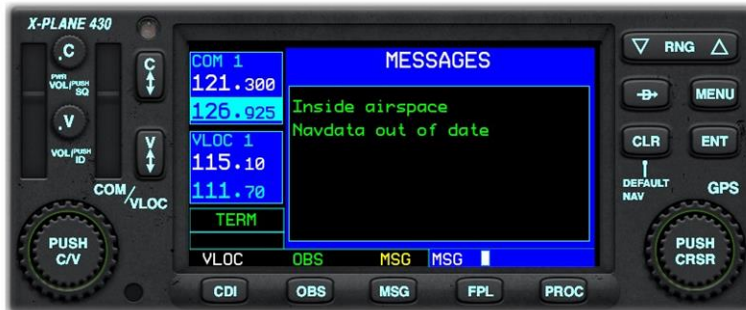 X-PLANE 430
C
PWR
VOL/PUSH
SQ
V
VOL/PUSH
ID
COM/VLOC
PUSH
C/V
C
V
COM 1
121.300
126.925
VLOC 1
115.10
111.70
TERM
VLOC
OBS
MSG
MSG
MESSAGES
Inside airspace
Navdata out of date
RNG
D
MENU
CLR
ENT
DEFAULT
NAV
GPS
PUSH
CRSR
CDI
OBS
MSG
FPL
PROC